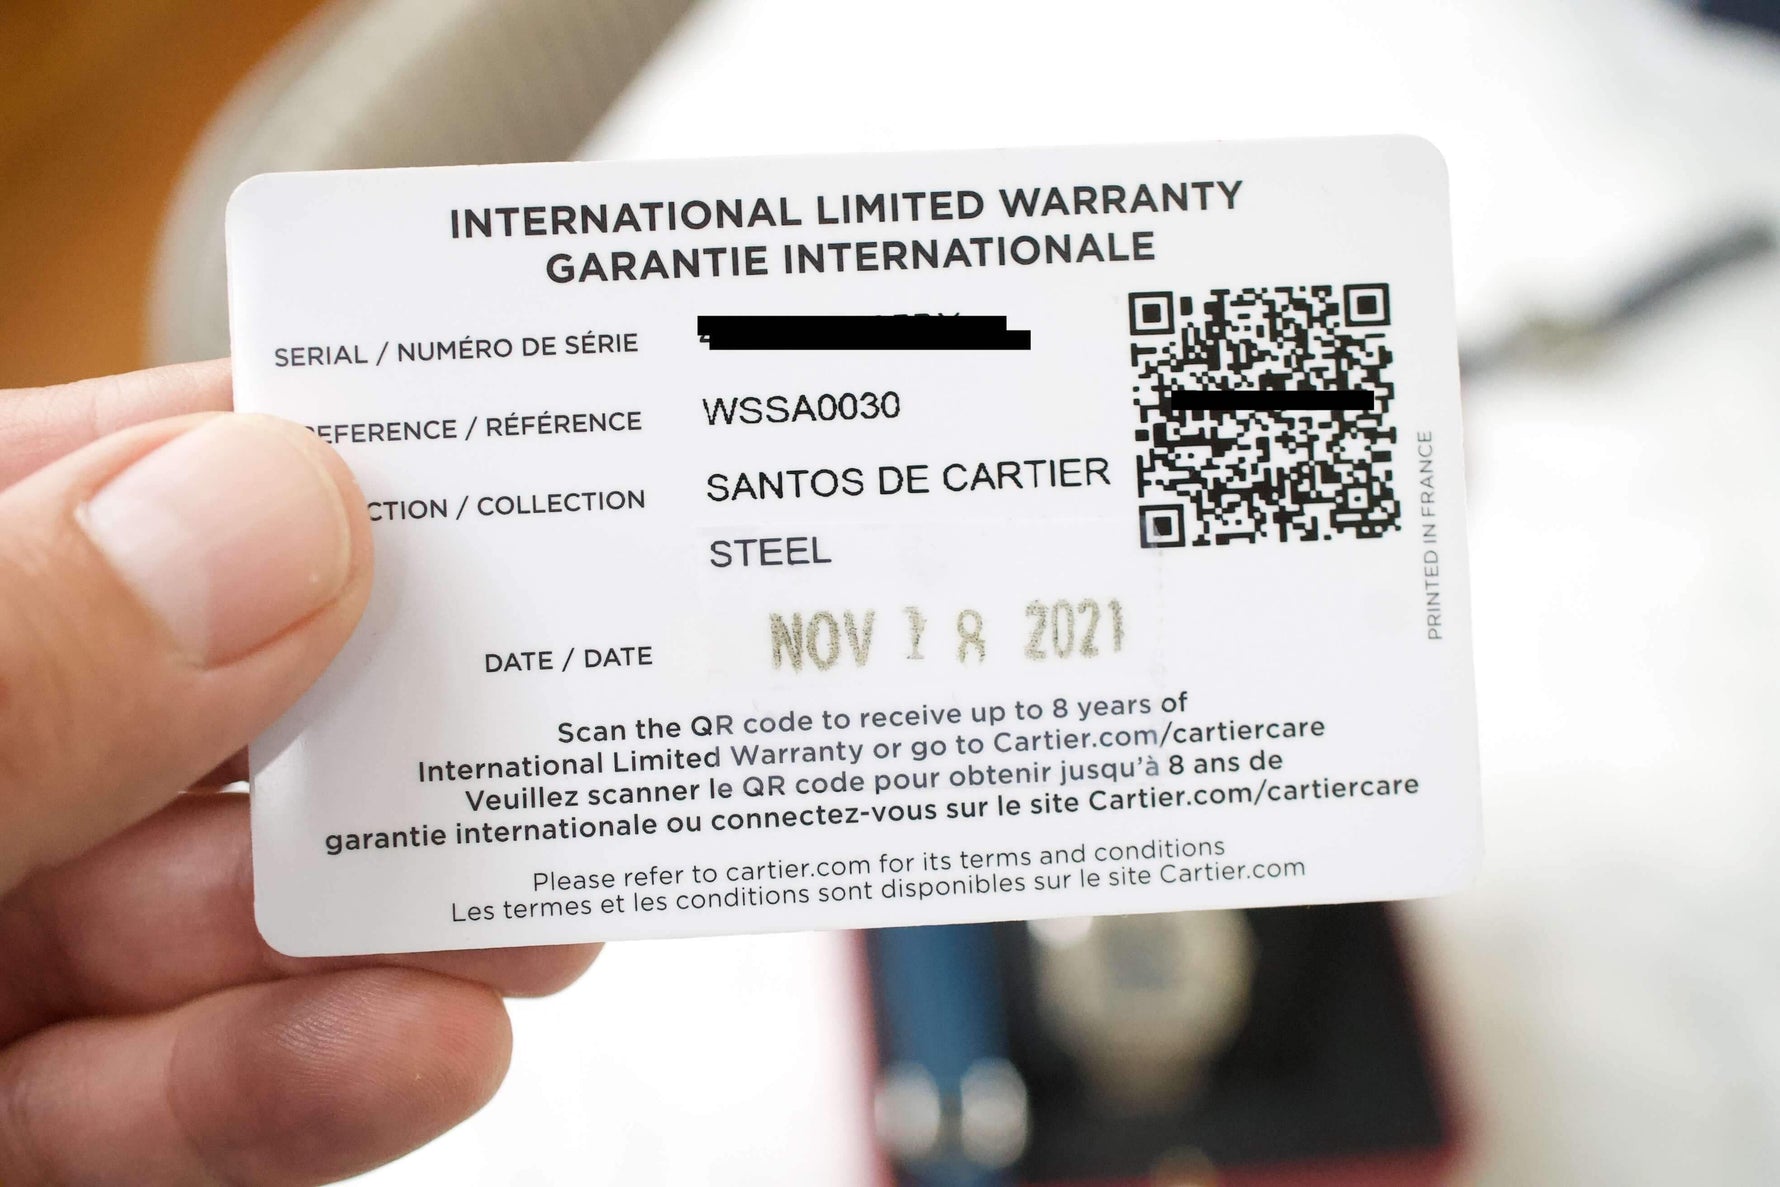 INTERNATIONAL LIMITED WARRANTY
GARANTIE INTERNATIONALE
SERIAL / NUMÉRO DE SÉRIE
EFERENCE / RÉFÉRENCE WSSA0030
CTION / COLLECTION SANTOS DE CARTIER
STEEL
DATE / DATE NOV 18 2021
PRINTED IN FRANCE
Scan the QR code to receive up to 8 years of
International Limited Warranty or go to Cartier.com/cartiercare
Veuillez scanner le QR code pour obtenir jusqu'à 8 ans de
garantie internationale ou connectez-vous sur le site Cartier.com/cartiercare
Please refer to cartier.com for its terms and conditions
Les termes et les conditions sont disponibles sur le site Cartier.com